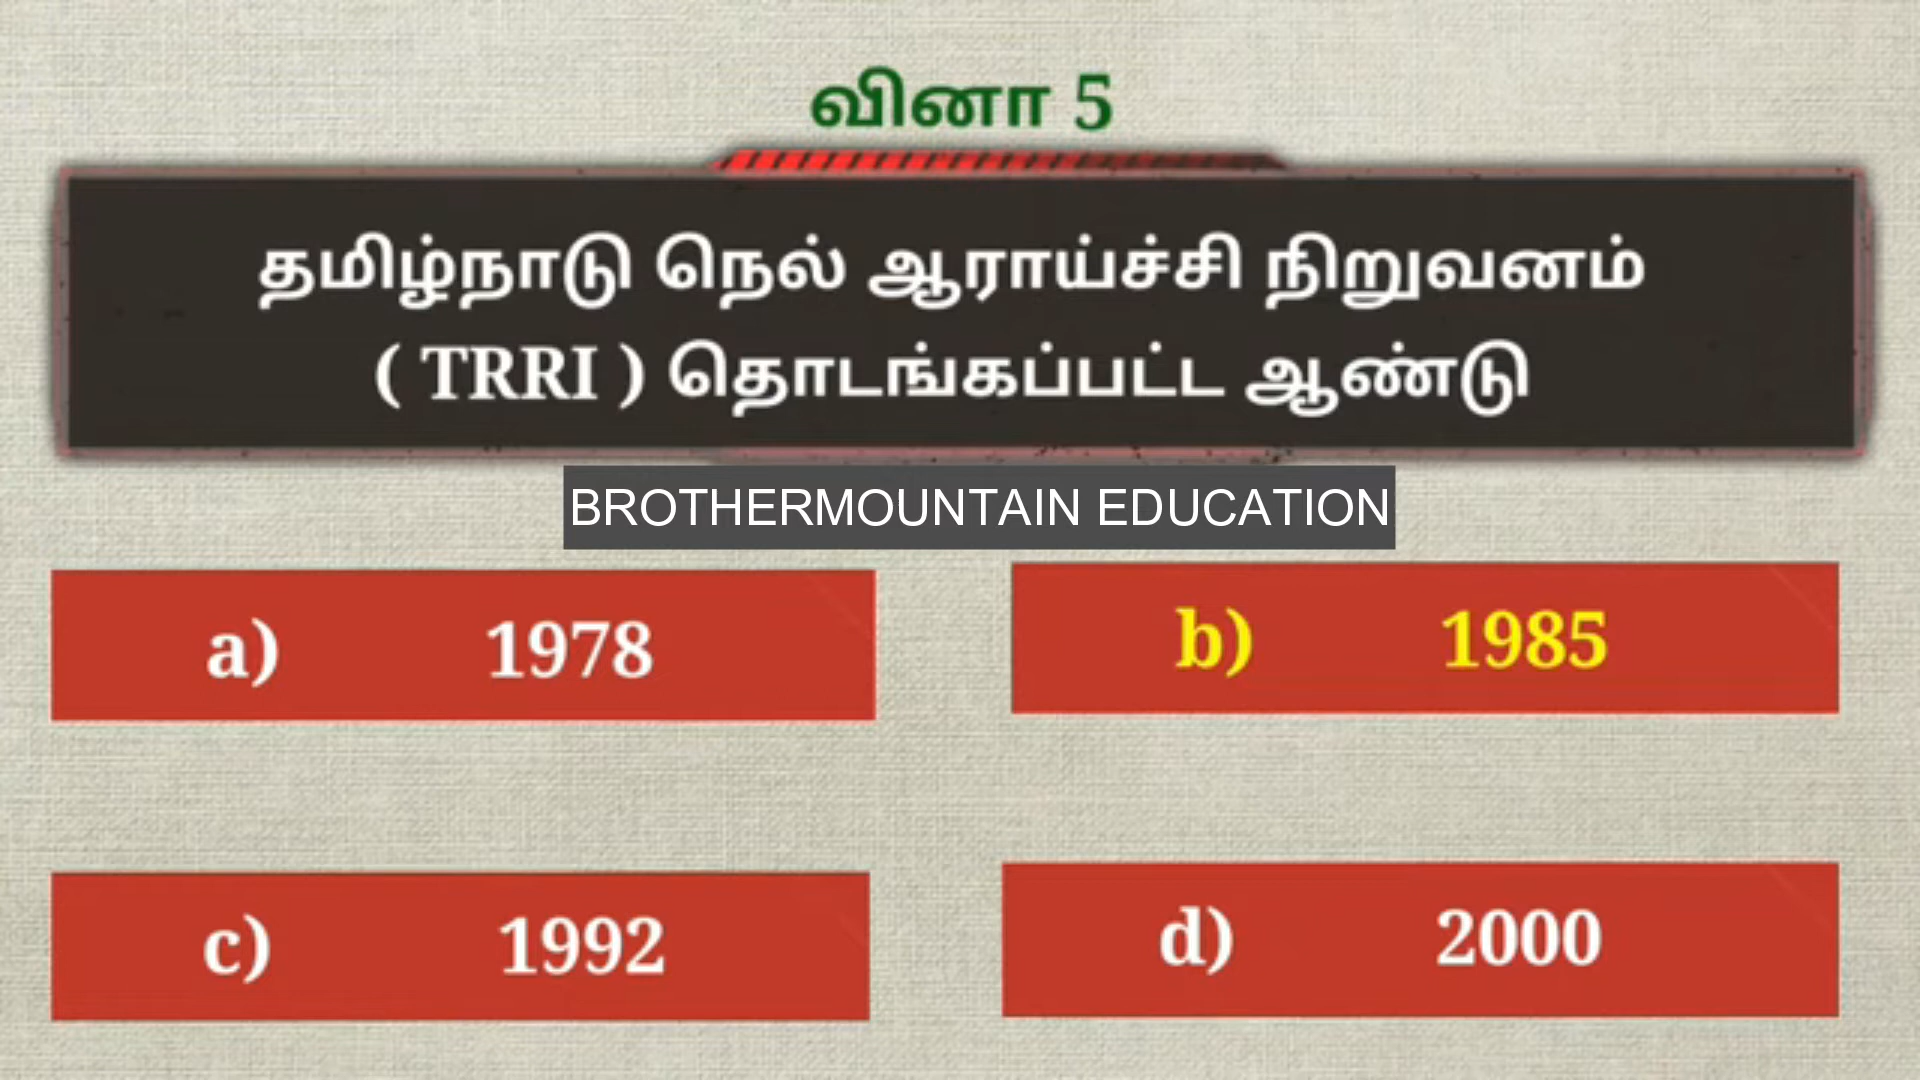 வினா 5
தமிழ்நாடு நெல் ஆராய்ச்சி நிறுவனம்
( TRRI ) தொடங்கப்பட்ட ஆண்டு
BROTHERMOUNTAIN EDUCATION
a) 1978
b) 1985
c) 1992
d) 2000